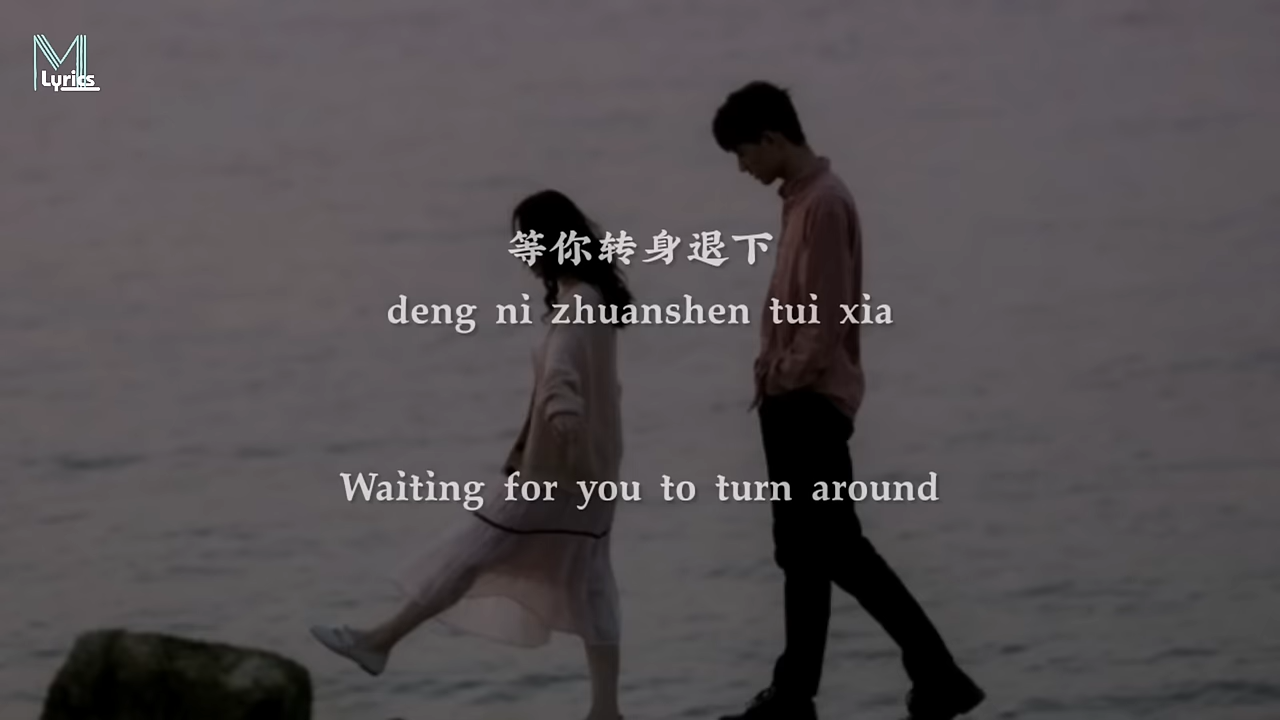 M
Lyrics
等你转身退下
deng ni zhuanshen tui xia
Waiting for you to turn around